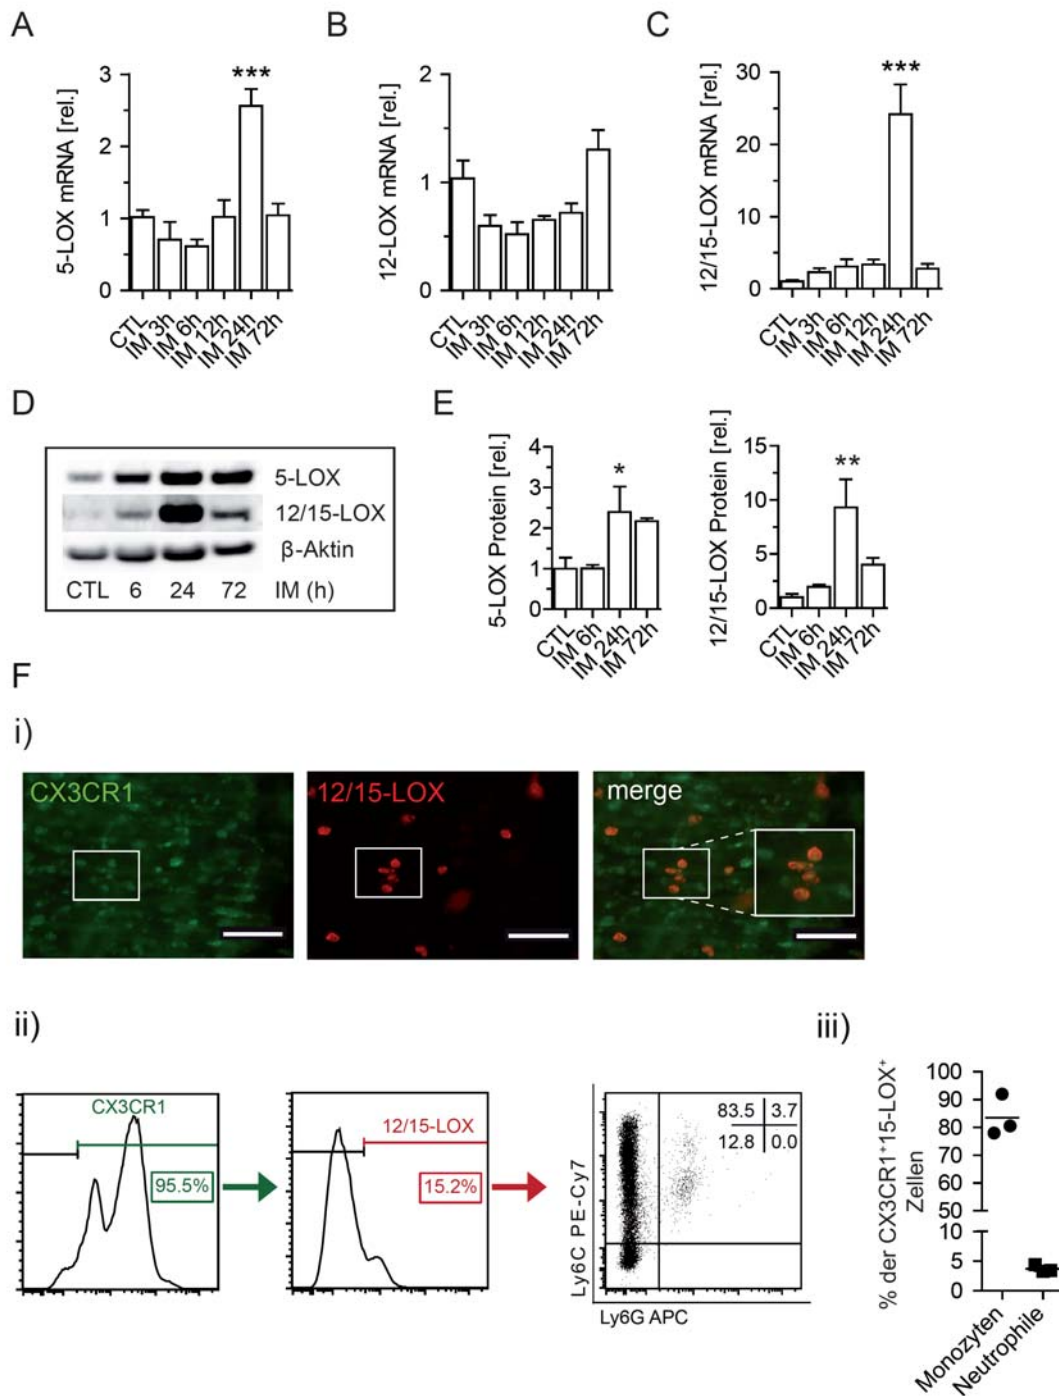 A
5-LOX mRNA [rel.]
3
2
1
0
***
CTL
IM 3h
IM 6h
IM 12h
IM 24h
IM 72h
B
12-LOX mRNA [rel.]
2
1
0
CTL
IM 3h
IM 6h
IM 12h
IM 24h
IM 72h
C
12/15-LOX mRNA [rel.]
30
20
10
0
***
CTL
IM 3h
IM 6h
IM 12h
IM 24h
IM 72h
D
5-LOX
12/15-LOX
β-Aktin
CTL 6 24 72 IM (h)
E
5-LOX Protein [rel.]
4
3
2
1
0
*
CTL
IM 6h
IM 24h
IM 72h
12/15-LOX Protein [rel.]
15
10
5
0
**
CTL
IM 6h
IM 24h
IM 72h
F
i)
CX3CR1
12/15-LOX
merge
ii)
CX3CR1
95.5%
12/15-LOX
15.2%
Ly6C PE-Cy7
83.5 3.7
12.8 0.0
Ly6G APC
iii)
% der CX3CR1+15-LOX+
Zellen
100
90
80
70
60
50
10
5
0
Monozyten
Neutrophile